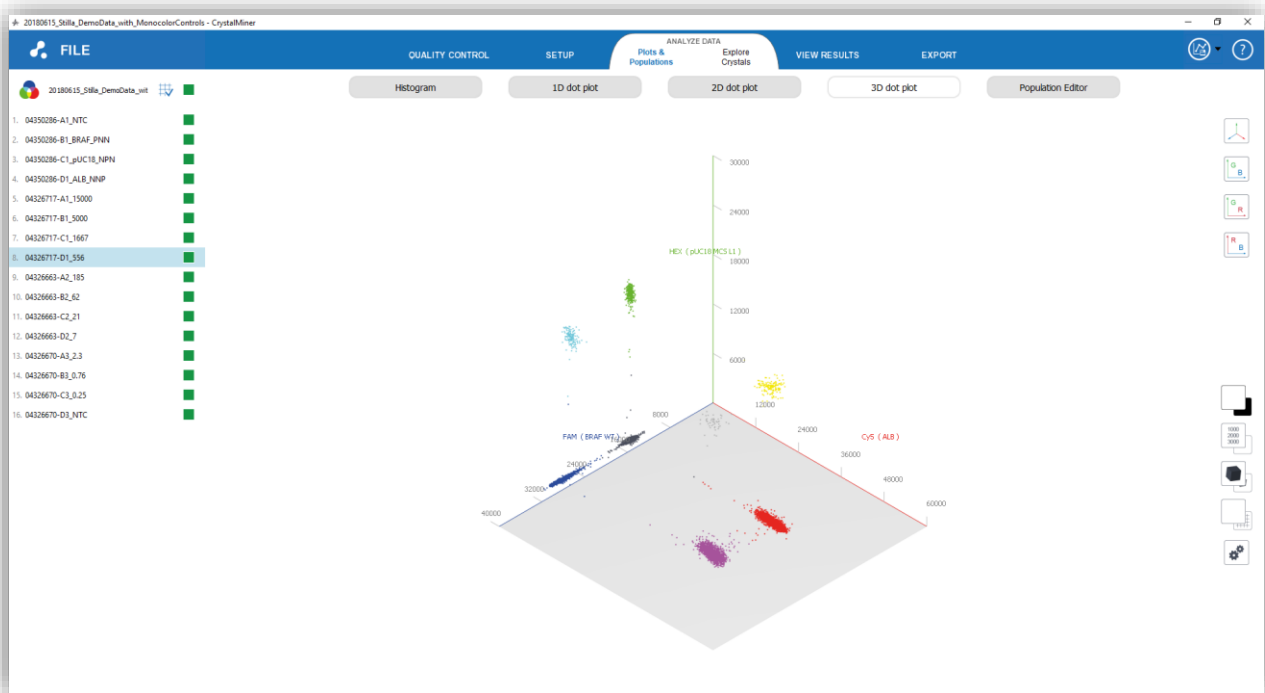 20180615_Stilla_DemoData_with_MonocolorControls - CrystalMiner
FILE
QUALITY CONTROL
SETUP
ANALYZE DATA
Plots &
Populations
Explore
Crystals
VIEW RESULTS
EXPORT
?
20180615_Stilla_DemoData_wit
Histogram
1D dot plot
2D dot plot
3D dot plot
Population Editor
1. 04350286-A1_NTC
2. 04350286-B1_BRAF_PNN
3. 04350286-C1_pUC18_NPN
4. 04350286-D1_ALB_NNP
5. 04326717-A1_15000
6. 04326717-B1_5000
7. 04326717-C1_1667
8. 04326717-D1_556
9. 04326663-A2_185
10. 04326663-B2_62
11. 04326663-C2_21
12. 04326663-D2_7
13. 04326670-A3_2.3
14. 04326670-B3_0.76
15. 04326670-C3_0.25
16. 04326670-D3_NTC
30000
24000
HEX ( pUC18 MCS L1 )
18000
12000
6000
8000
12000
FAM ( BRAF WT )
24000
Cy5 ( ALB )
24000
36000
32000
48000
40000
60000
G
B
G
R
R
B
1000
2000
3000